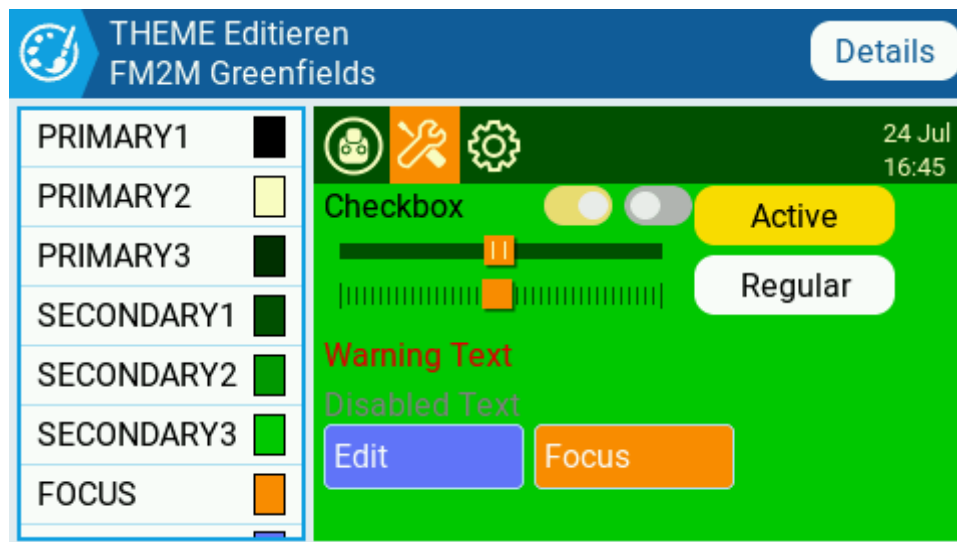 THEME Editieren
FM2M Greenfields
Details
PRIMARY1
PRIMARY2
PRIMARY3
SECONDARY1
SECONDARY2
SECONDARY3
FOCUS
24 Jul
16:45
Checkbox
Active
Regular
Warning Text
Disabled Text
Edit
Focus